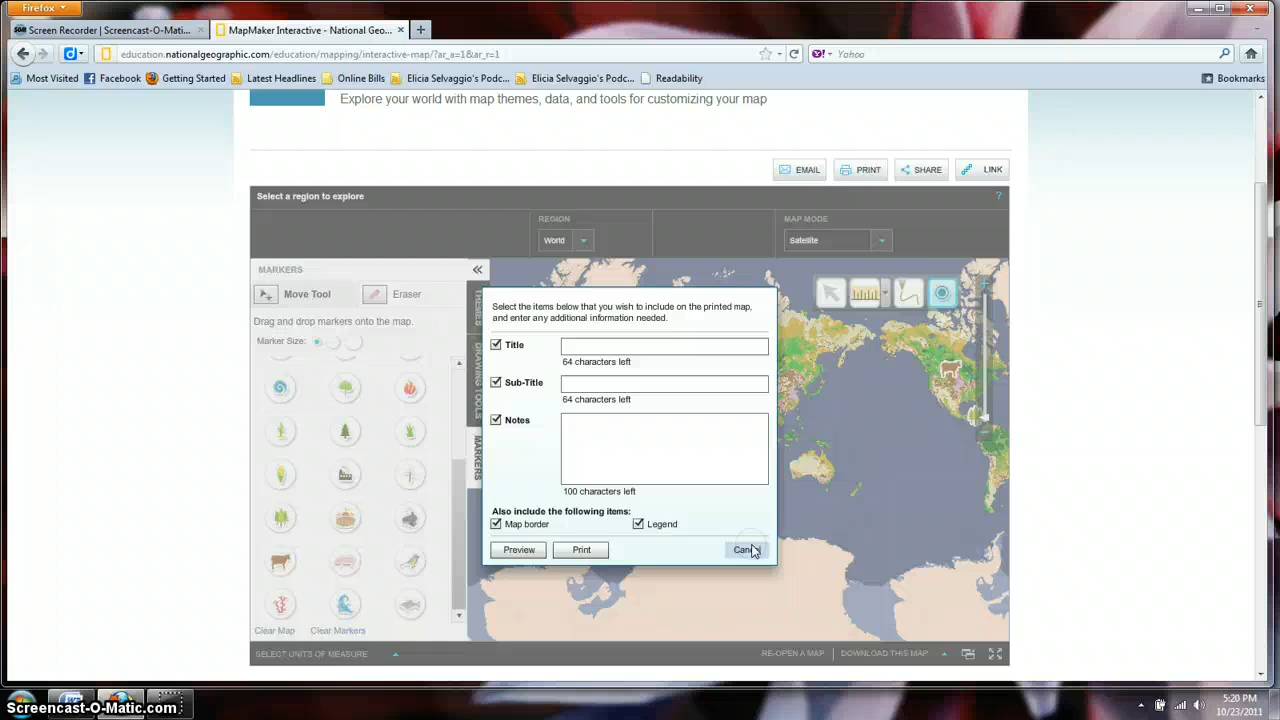 Firefox
Screen Recorder | Screencast-O-Mati...
MapMaker Interactive - National Geo...
education.nationalgeographic.com/education/mapping/interactive-map/?ar_a=1&ar_r=1
Yahoo
Most Visited
Facebook
Getting Started
Latest Headlines
Online Bills
Elicia Selvaggio's Podc...
Elicia Selvaggio's Podc...
Readability
Bookmarks
Explore your world with map themes, data, and tools for customizing your map
EMAIL
PRINT
SHARE
LINK
Select a region to explore
?
REGION
World
MAP MODE
Satellite
MARKERS
Move Tool
Eraser
Drag and drop markers onto the map.
Marker Size:
THEMES
DRAWING TOOLS
MARKERS
Select the items below that you wish to include on the printed map,
and enter any additional information needed.
Title
64 characters left
Sub-Title
64 characters left
Notes
100 characters left
Also include the following items:
Map border
Legend
Preview
Print
Cancel
Clear Map
Clear Markers
SELECT UNITS OF MEASURE
RE-OPEN A MAP
DOWNLOAD THIS MAP
Screencast-O-Matic.com
5:20 PM
10/23/2011